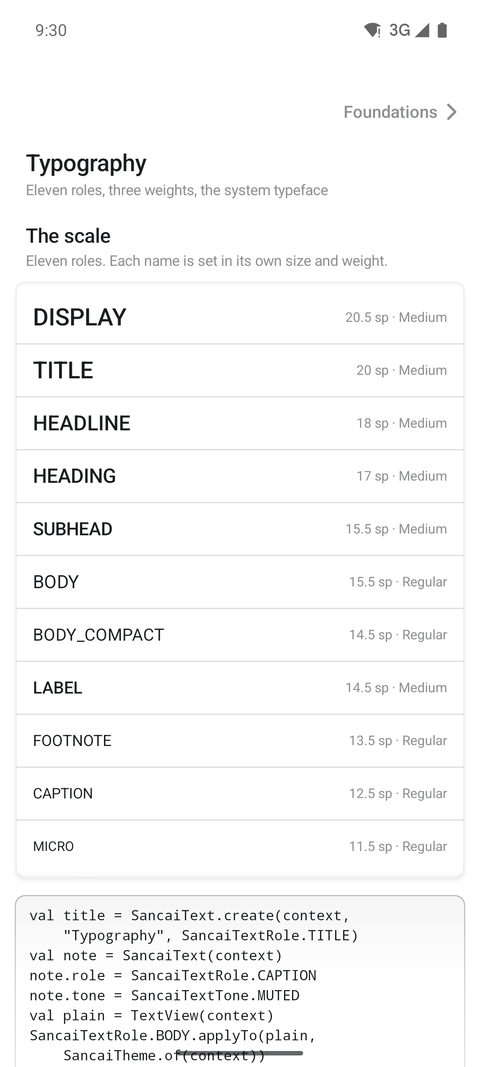 9:30
3G
Foundations
Typography
Eleven roles, three weights, the system typeface
The scale
Eleven roles. Each name is set in its own size and weight.
DISPLAY 20.5 sp · Medium
TITLE 20 sp · Medium
HEADLINE 18 sp · Medium
HEADING 17 sp · Medium
SUBHEAD 15.5 sp · Medium
BODY 15.5 sp · Regular
BODY_COMPACT 14.5 sp · Regular
LABEL 14.5 sp · Medium
FOOTNOTE 13.5 sp · Regular
CAPTION 12.5 sp · Regular
MICRO 11.5 sp · Regular
val title = SancaiText.create(context,
    "Typography", SancaiTextRole.TITLE)
val note = SancaiText(context)
note.role = SancaiTextRole.CAPTION
note.tone = SancaiTextTone.MUTED
val plain = TextView(context)
SancaiTextRole.BODY.applyTo(plain,
    SancaiTheme.of(context))